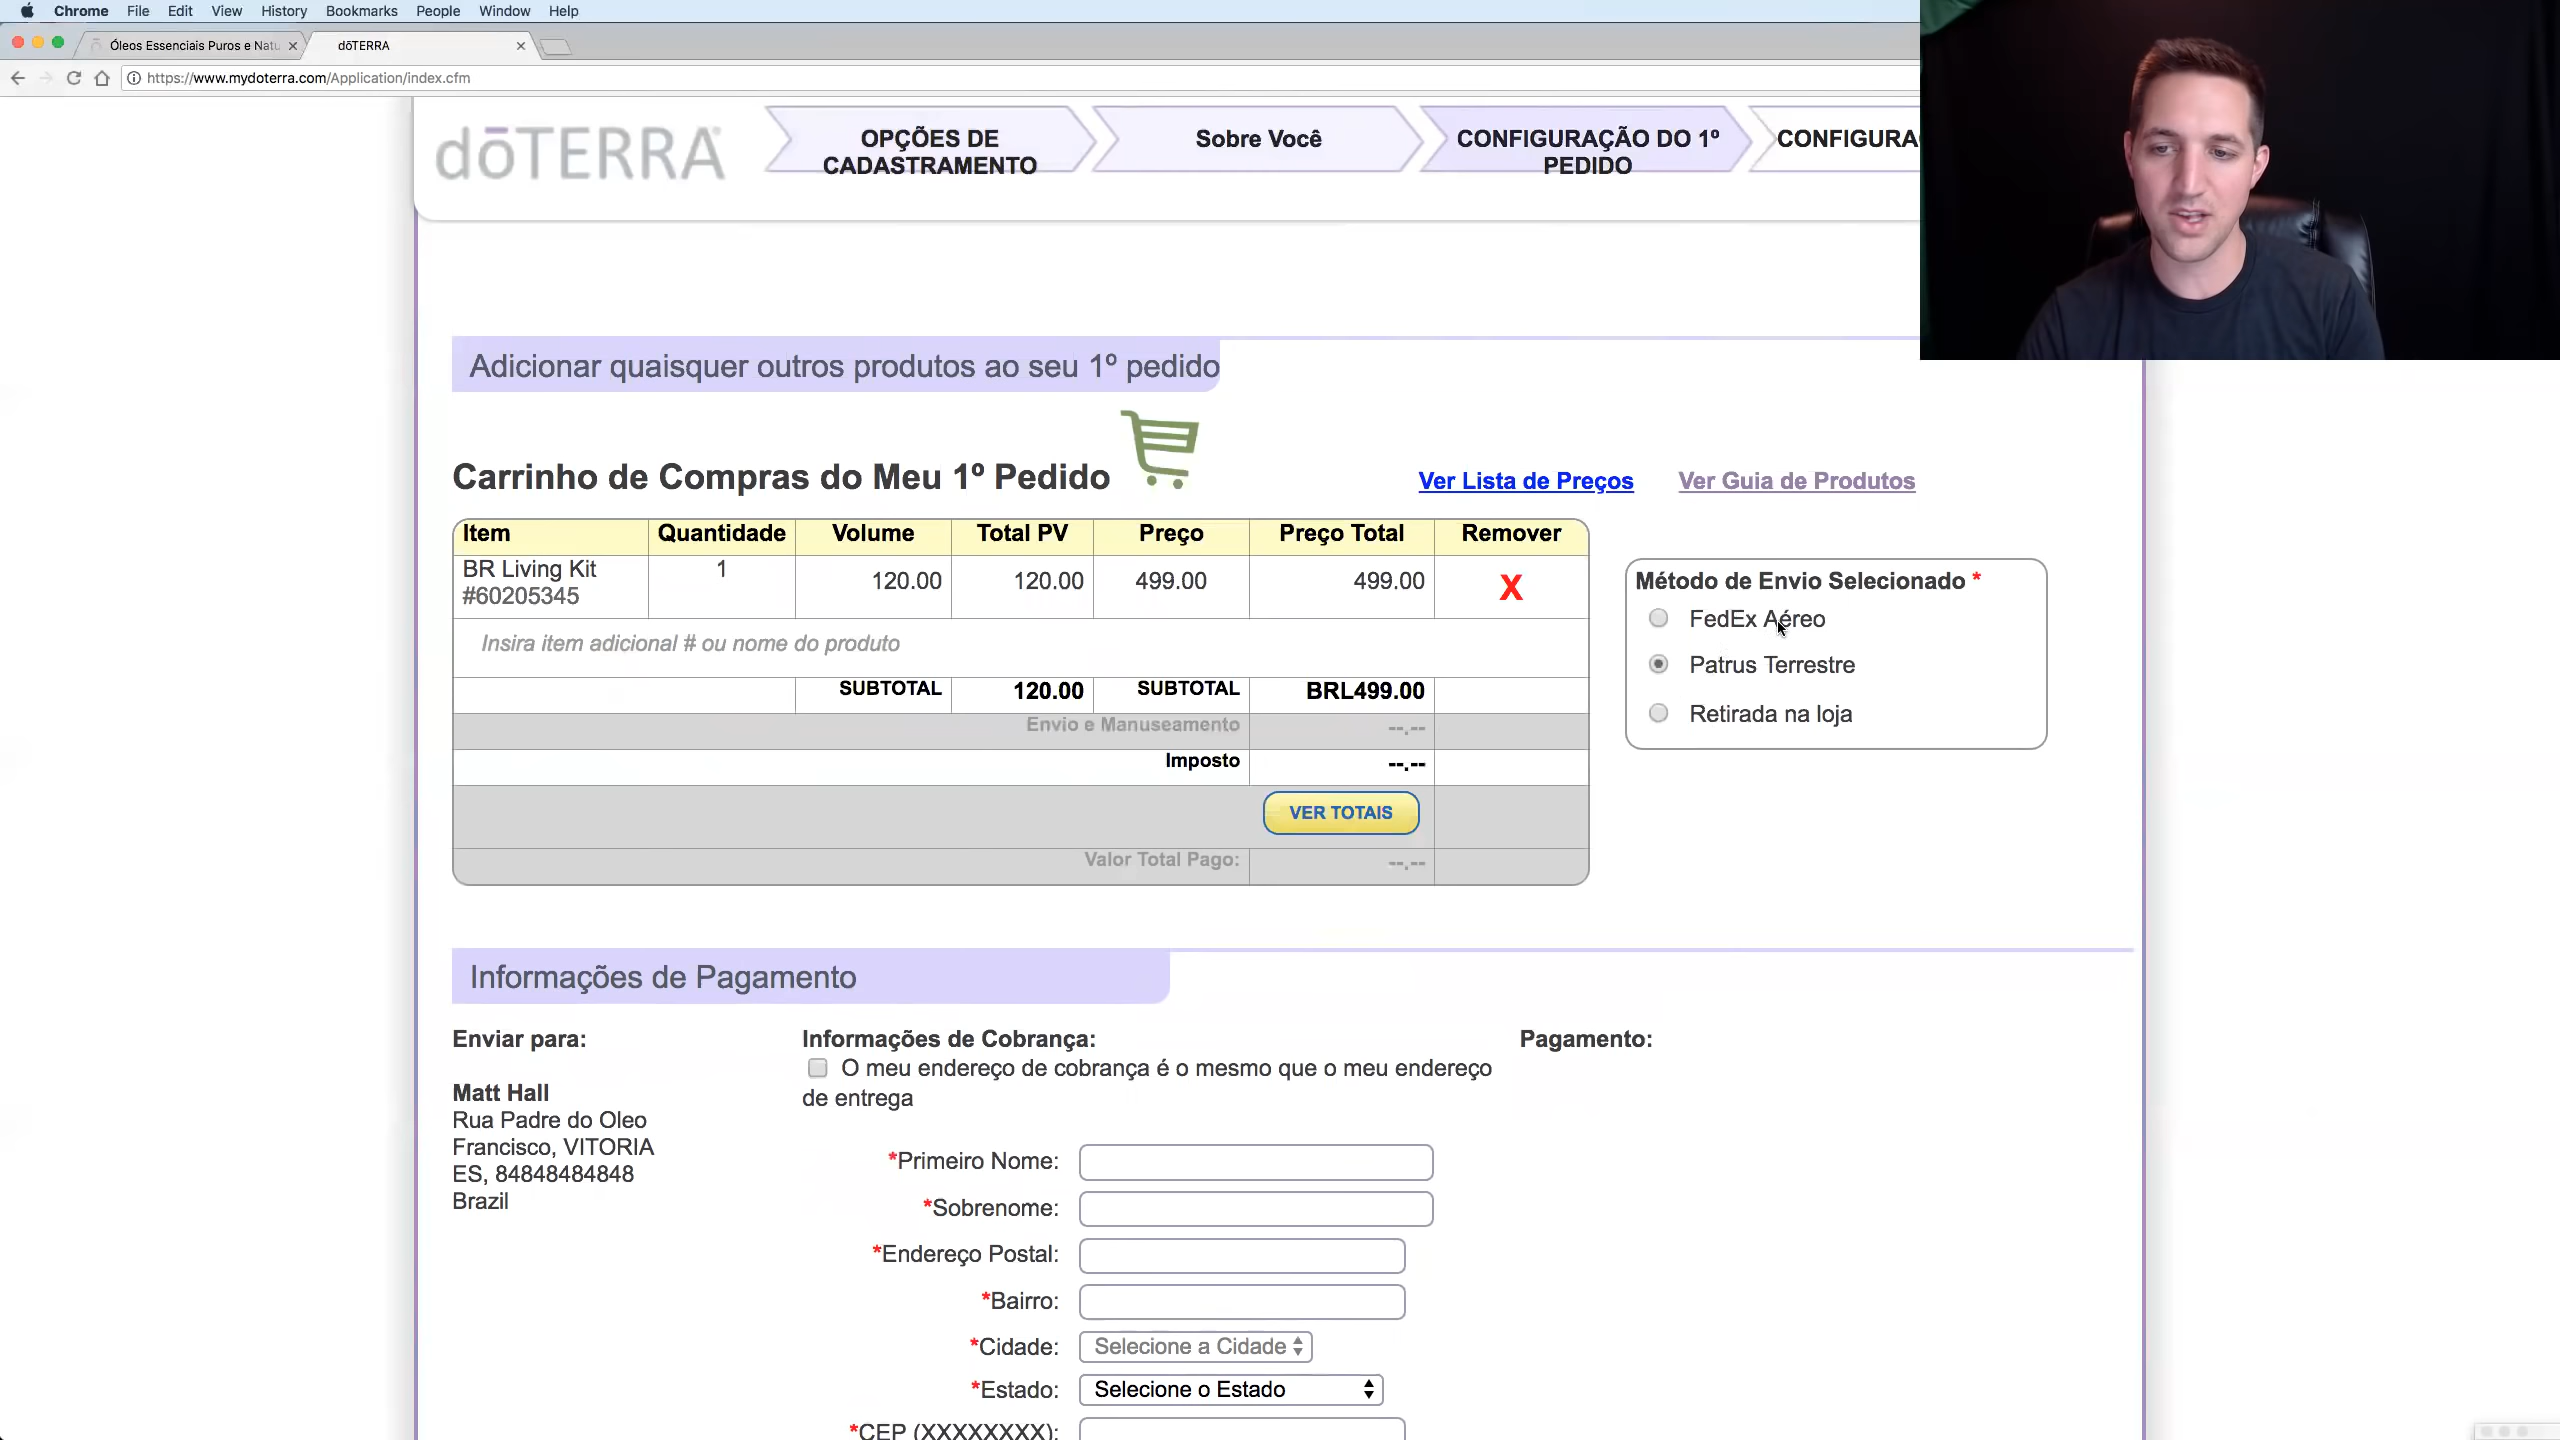 Chrome File Edit View History Bookmarks People Window Help
Óleos Essenciais Puros e Natu
dōTERRA
https://www.mydoterra.com/Application/index.cfm
dōTERRA
OPÇÕES DE CADASTRAMENTO
Sobre Você
CONFIGURAÇÃO DO 1º PEDIDO
Adicionar quaisquer outros produtos ao seu 1º pedido
Carrinho de Compras do Meu 1º Pedido
Ver Lista de Preços Ver Guia de Produtos
Item Quantidade Volume Total PV Preço Preço Total Remover
BR Living Kit 1 120.00 120.00 499.00 499.00 X
#60205345
Insira item adicional # ou nome do produto
SUBTOTAL 120.00 SUBTOTAL BRL499.00
Envio e Manuseamento --.--
Imposto --.--
VER TOTAIS
Valor Total Pago: --.--
Método de Envio Selecionado *
FedEx Aéreo
Patrus Terrestre
Retirada na loja
Informações de Pagamento
Enviar para:
Matt Hall
Rua Padre do Oleo
Francisco, VITORIA
ES, 84848484848
Brazil
Informações de Cobrança:
O meu endereço de cobrança é o mesmo que o meu endereço
de entrega
*Primeiro Nome:
*Sobrenome:
*Endereço Postal:
*Bairro:
*Cidade: Selecione a Cidade
*Estado: Selecione o Estado
*CEP (XXXXXXXX):
Pagamento: